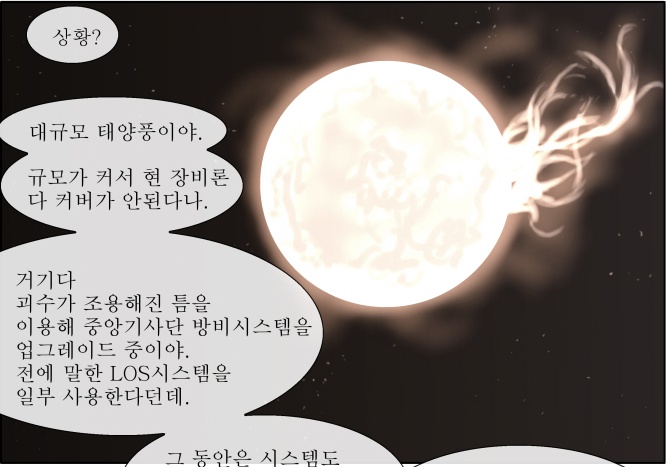 상황?
대규모 태양풍이야.
규모가 커서 현 장비론
다 커버가 안된다나.
거기다
괴수가 조용해진 틈을
이용해 중앙기사단 방비시스템을
업그레이드 중이야.
전에 말한 LOS시스템을
일부 사용한다던데.
그 동안은 시스템도